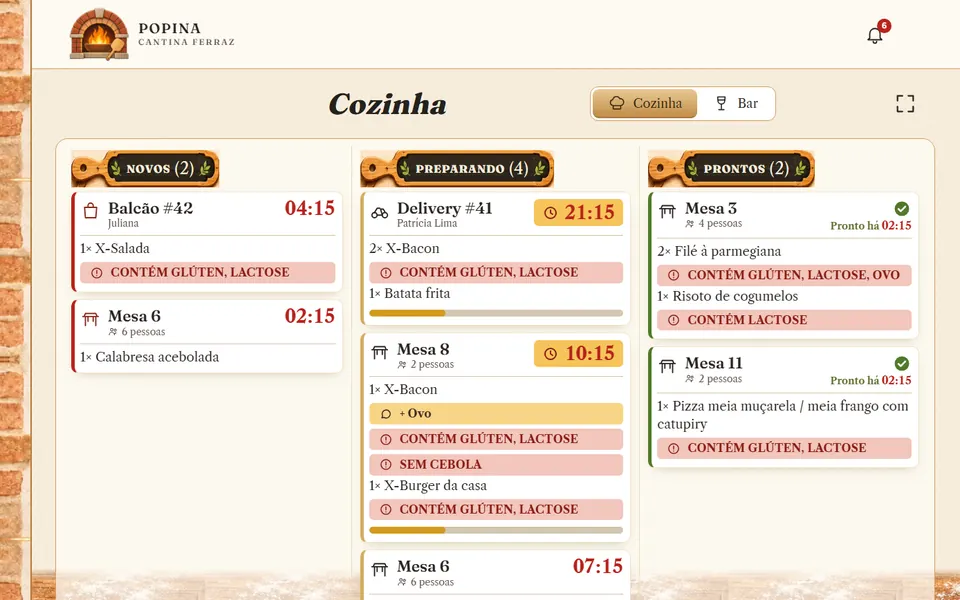 POPINA
CANTINA FERRAZ
6
Cozinha
Cozinha
Bar
NOVOS (2)
Balcão #42
04:15
Juliana
1× X-Salada
CONTÉM GLÚTEN, LACTOSE
Mesa 6
02:15
6 pessoas
1× Calabresa acebolada
PREPARANDO (4)
Delivery #41
21:15
Patrícia Lima
2× X-Bacon
CONTÉM GLÚTEN, LACTOSE
1× Batata frita
Mesa 8
10:15
2 pessoas
1× X-Bacon
+ Ovo
CONTÉM GLÚTEN, LACTOSE
SEM CEBOLA
1× X-Burger da casa
CONTÉM GLÚTEN, LACTOSE
Mesa 6
07:15
6 pessoas
PRONTOS (2)
Mesa 3
4 pessoas
Pronto há 02:15
2× Filé à parmegiana
CONTÉM GLÚTEN, LACTOSE, OVO
1× Risoto de cogumelos
CONTÉM LACTOSE
Mesa 11
2 pessoas
Pronto há 02:15
1× Pizza meia muçarela / meia frango com
catupiry
CONTÉM GLÚTEN, LACTOSE